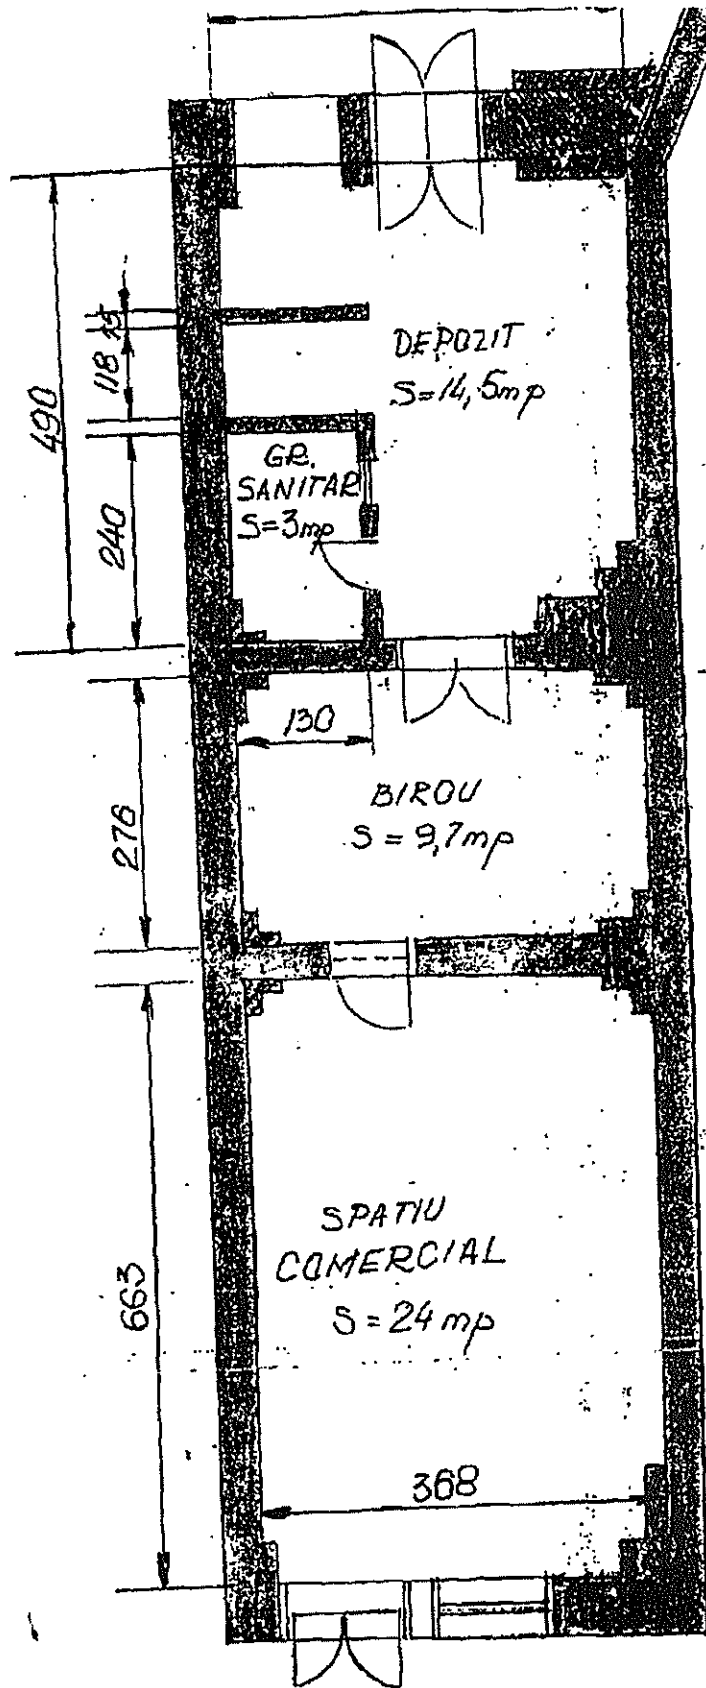 DEPOZIT
S=14,5mp
15
118
490
GR.
SANITAR
S=3mp
240
130
BIROU
S=9,7mp
276
SPATIU
COMERCIAL
S=24mp
663
368